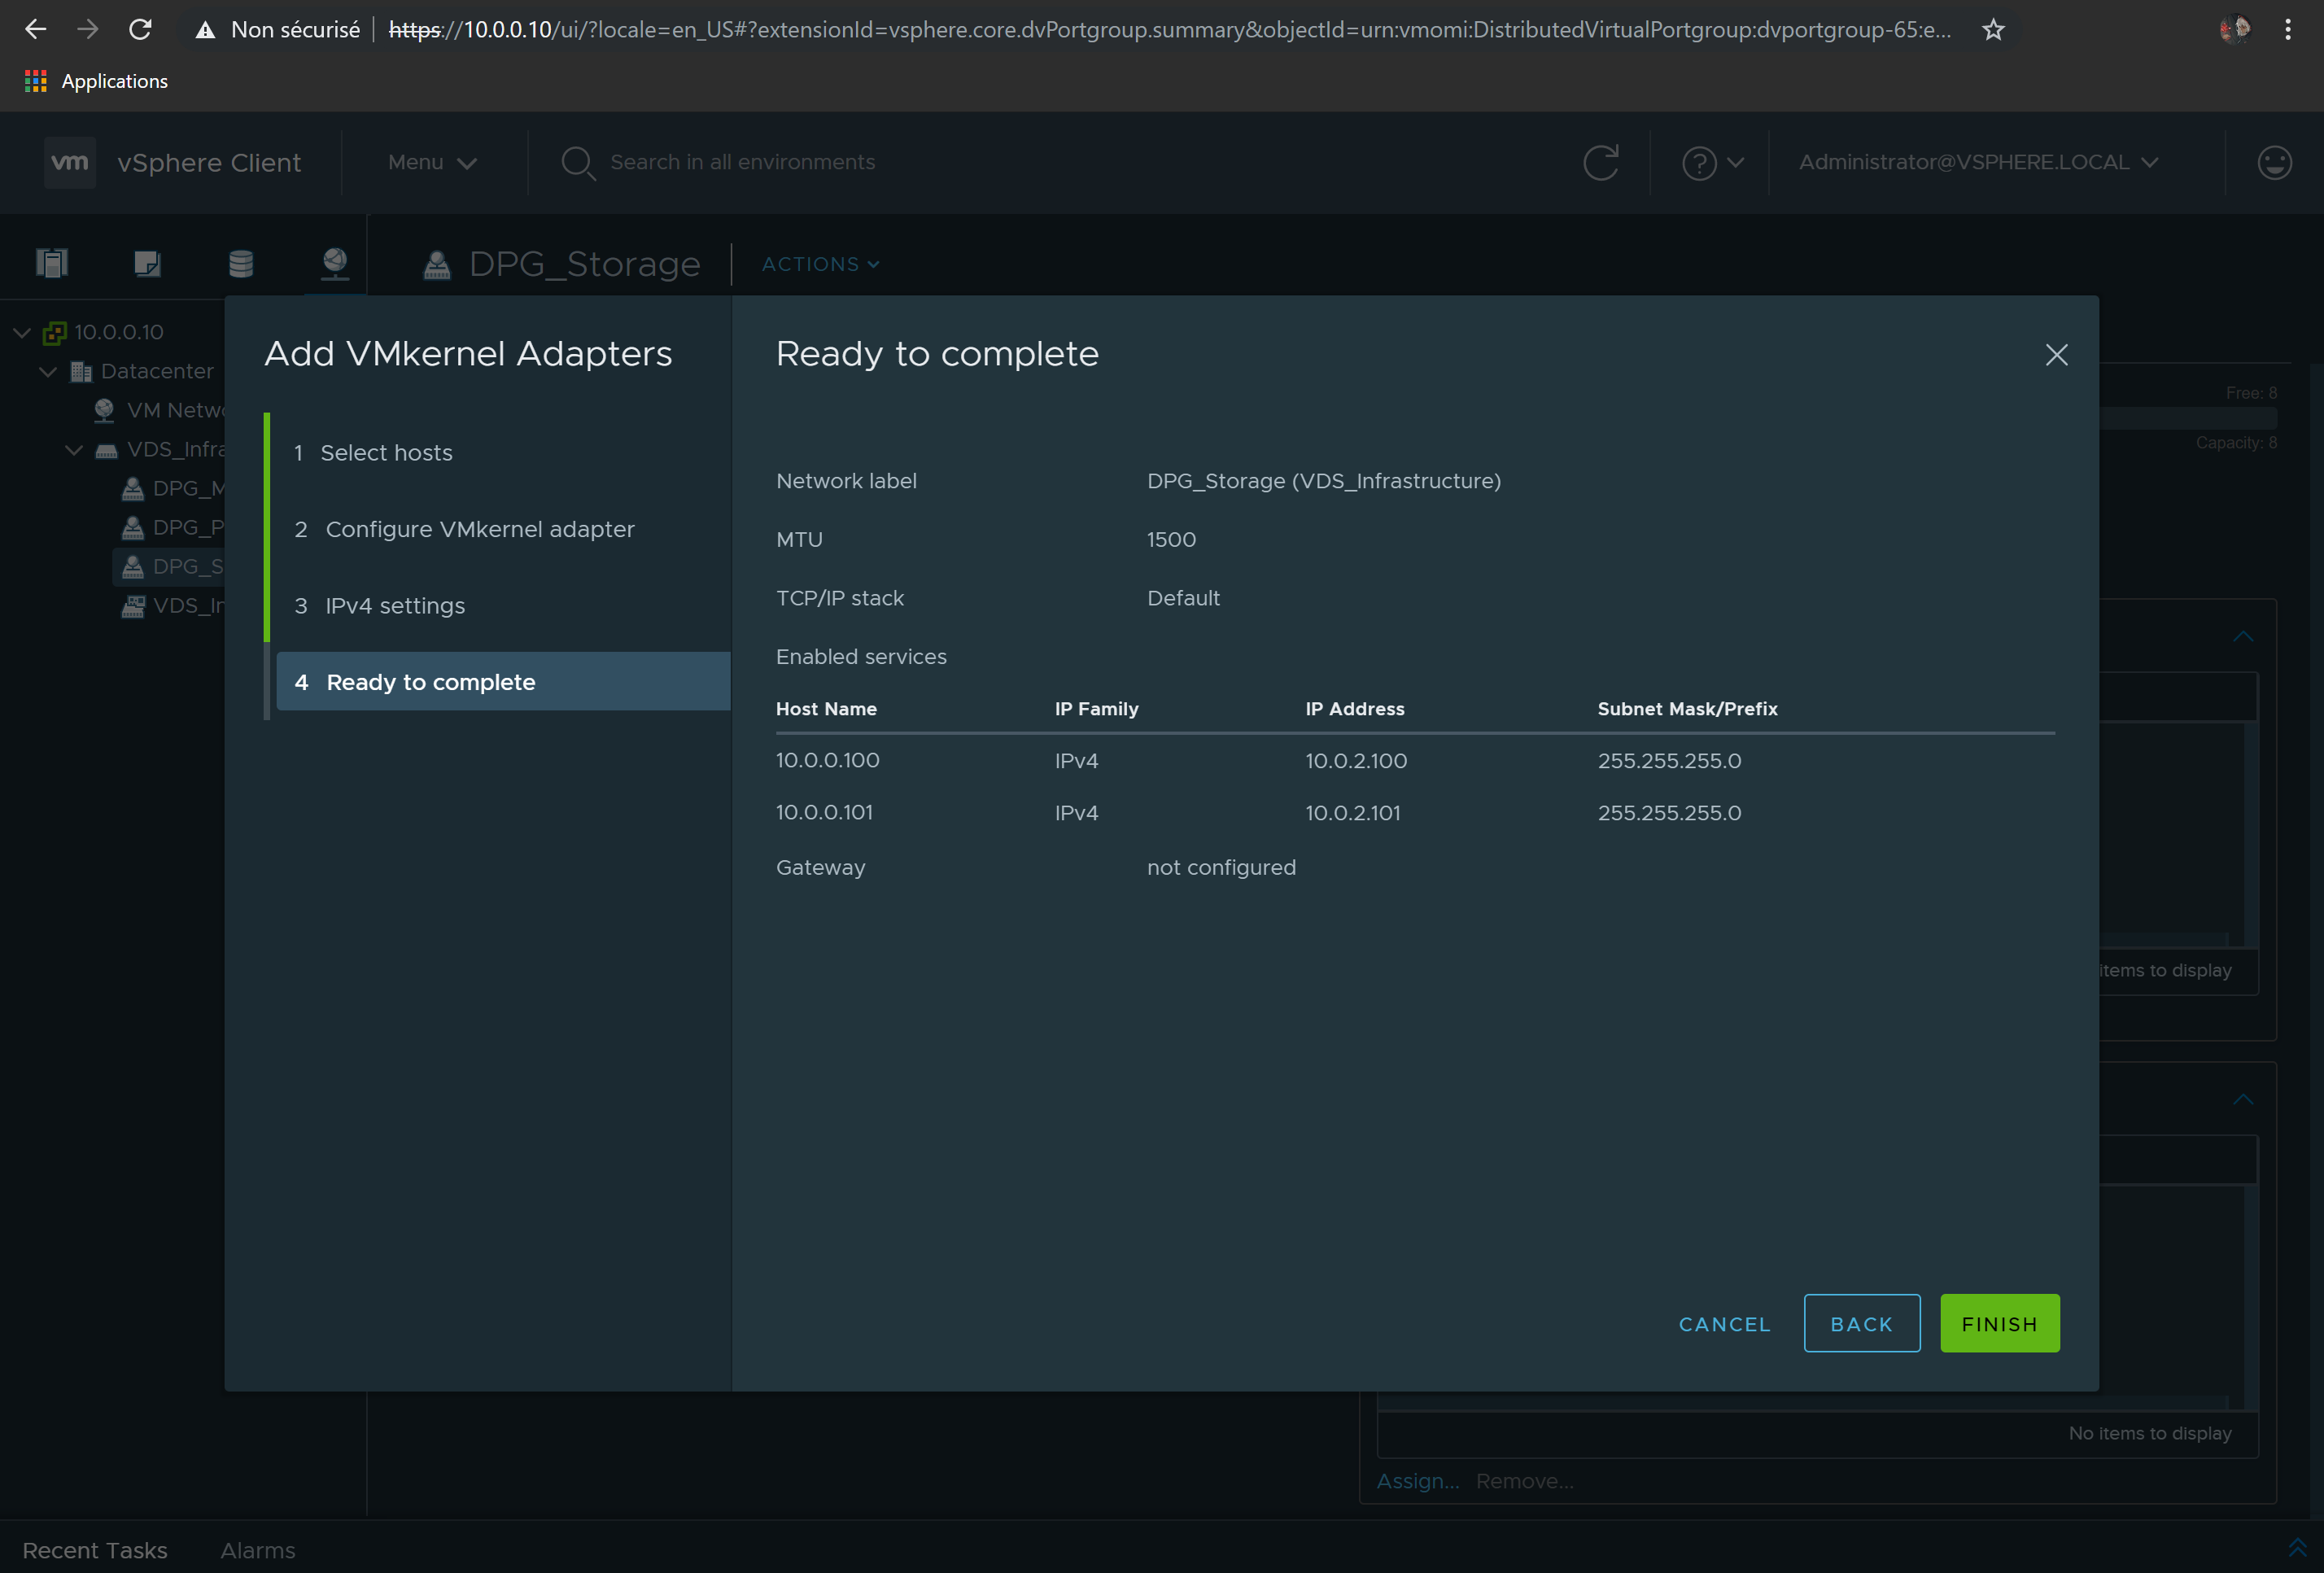 Non sécurisé https://10.0.0.10/ui/?locale=en_US#?extensionId=vsphere.core.dvPortgroup.summary&objectId=urn:vmomi:DistributedVirtualPortgroup:dvportgroup-65:e...
Applications
vm vSphere Client Menu Search in all environments Administrator@VSPHERE.LOCAL
DPG_Storage ACTIONS
10.0.0.10
Datacenter
VM Netw
VDS_Infra
DPG_M
DPG_P
DPG_S
VDS_In
Add VMkernel Adapters
1 Select hosts
2 Configure VMkernel adapter
3 IPv4 settings
4 Ready to complete
Ready to complete
Network label DPG_Storage (VDS_Infrastructure)
MTU 1500
TCP/IP stack Default
Enabled services
Host Name IP Family IP Address Subnet Mask/Prefix
10.0.0.100 IPv4 10.0.2.100 255.255.255.0
10.0.0.101 IPv4 10.0.2.101 255.255.255.0
Gateway not configured
CANCEL BACK FINISH
Free: 8
Capacity: 8
items to display
No items to display
Assign... Remove...
Recent Tasks Alarms